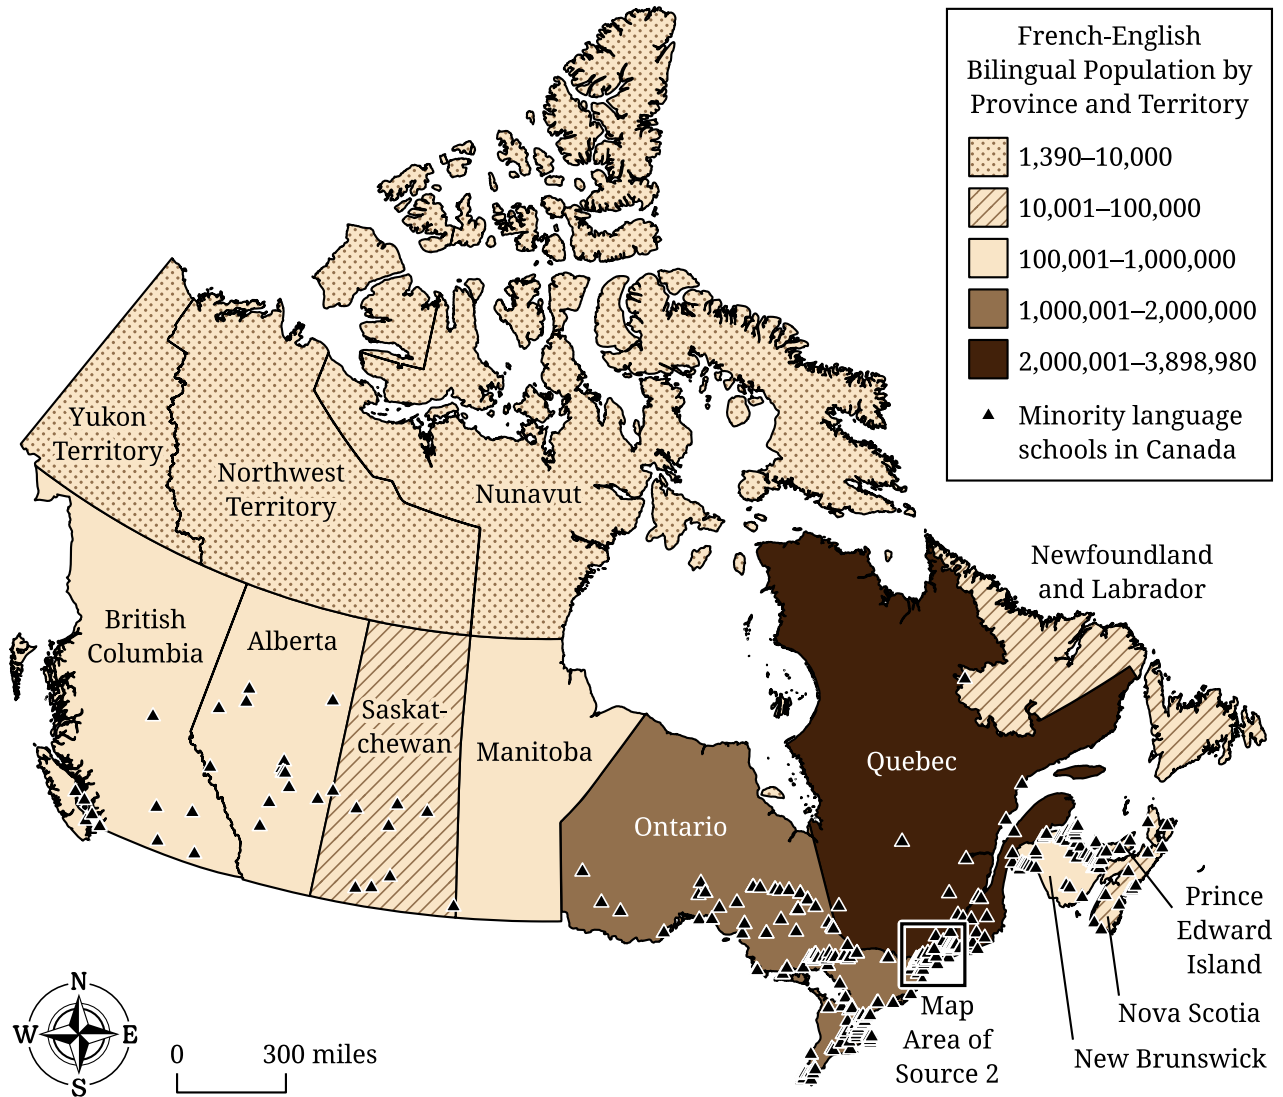 French-English
Bilingual Population by
Province and Territory
1,390–10,000
10,001–100,000
100,001–1,000,000
1,000,001–2,000,000
2,000,001–3,898,980
Minority language
schools in Canada
Yukon
Territory
Northwest
Territory
Nunavut
Newfoundland
and Labrador
British
Columbia
Alberta
Saskat-
chewan
Manitoba
Quebec
Ontario
Prince
Edward
Island
Nova Scotia
New Brunswick
Map
Area of
Source 2
N
W E
S
0 300 miles